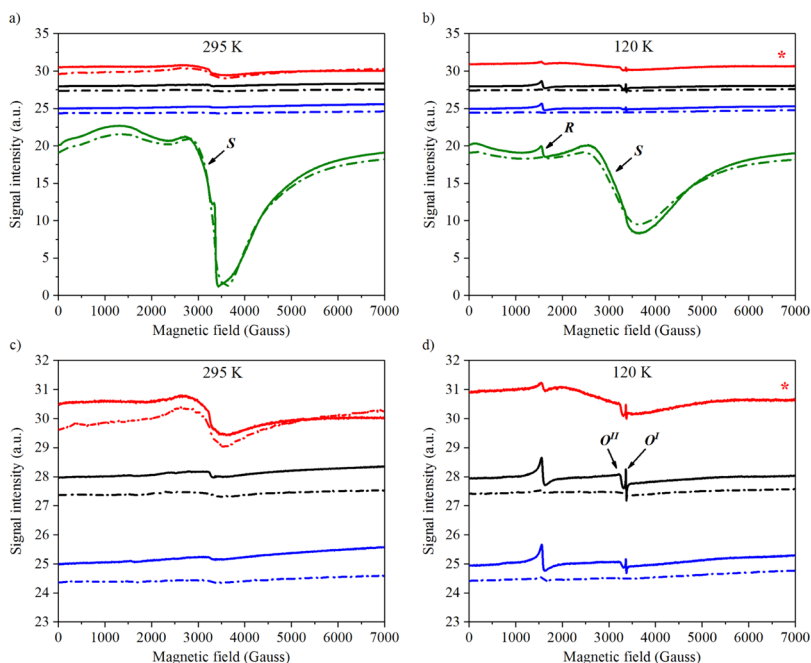 a)
295 K
35
30
25
20
15
10
5
0
Signal intensity (a.u.)
S
0 1000 2000 3000 4000 5000 6000 7000
Magnetic field (Gauss)
b)
120 K
*
35
30
25
20
15
10
5
0
Signal intensity (a.u.)
R
S
0 1000 2000 3000 4000 5000 6000 7000
Magnetic field (Gauss)
c)
295 K
32
31
30
29
28
27
26
25
24
23
Signal intensity (a.u.)
0 1000 2000 3000 4000 5000 6000 7000
Magnetic field (Gauss)
d)
120 K
*
32
31
30
29
28
27
26
25
24
23
Signal intensity (a.u.)
O^II O^I
0 1000 2000 3000 4000 5000 6000 7000
Magnetic field (Gauss)